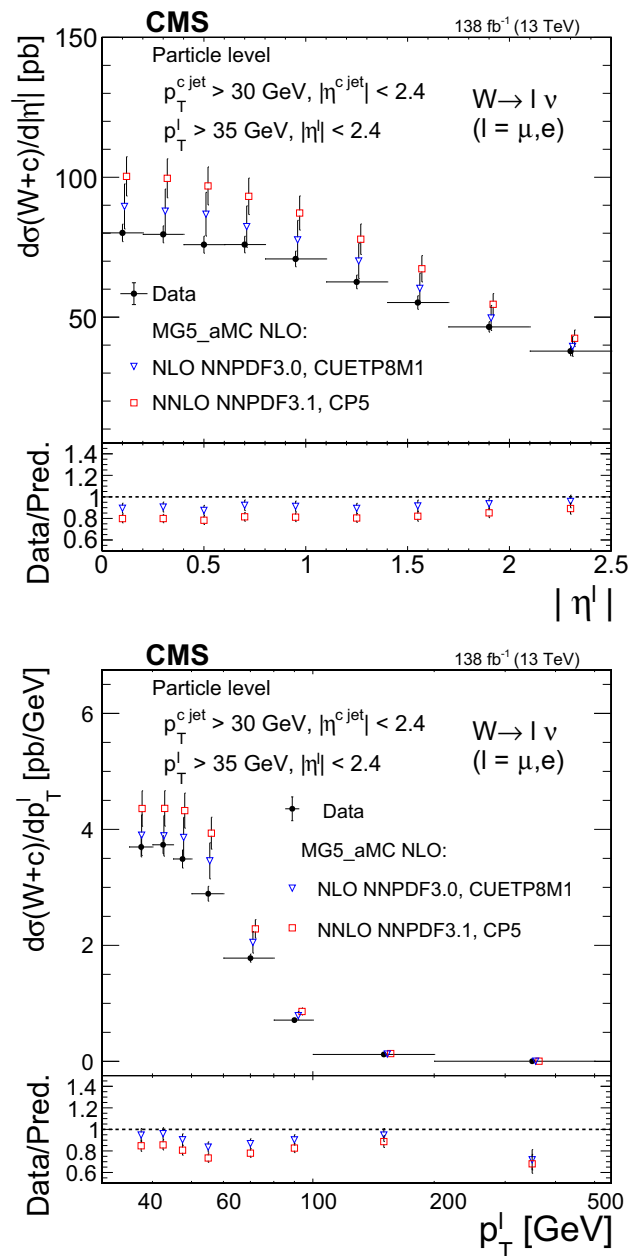 CMS 138 fb⁻¹ (13 TeV)
dσ(W+c)/d|ηˡ| [pb]
150
100
50
Particle level
p_T^{c jet} > 30 GeV, |η^{c jet}| < 2.4
p_T^l > 35 GeV, |η^l| < 2.4
W→ l ν
(l = μ,e)
Data
MG5_aMC NLO:
NLO NNPDF3.0, CUETP8M1
NNLO NNPDF3.1, CP5
Data/Pred.
1.4
1.2
1
0.8
0.6
0 0.5 1 1.5 2 2.5
| ηˡ |
CMS 138 fb⁻¹ (13 TeV)
dσ(W+c)/dp_T^l [pb/GeV]
6
4
2
0
Particle level
p_T^{c jet} > 30 GeV, |η^{c jet}| < 2.4
p_T^l > 35 GeV, |η^l| < 2.4
W→ l ν
(l = μ,e)
Data
MG5_aMC NLO:
NLO NNPDF3.0, CUETP8M1
NNLO NNPDF3.1, CP5
Data/Pred.
1.4
1.2
1
0.8
0.6
40 60 100 200 500
p_T^l [GeV]